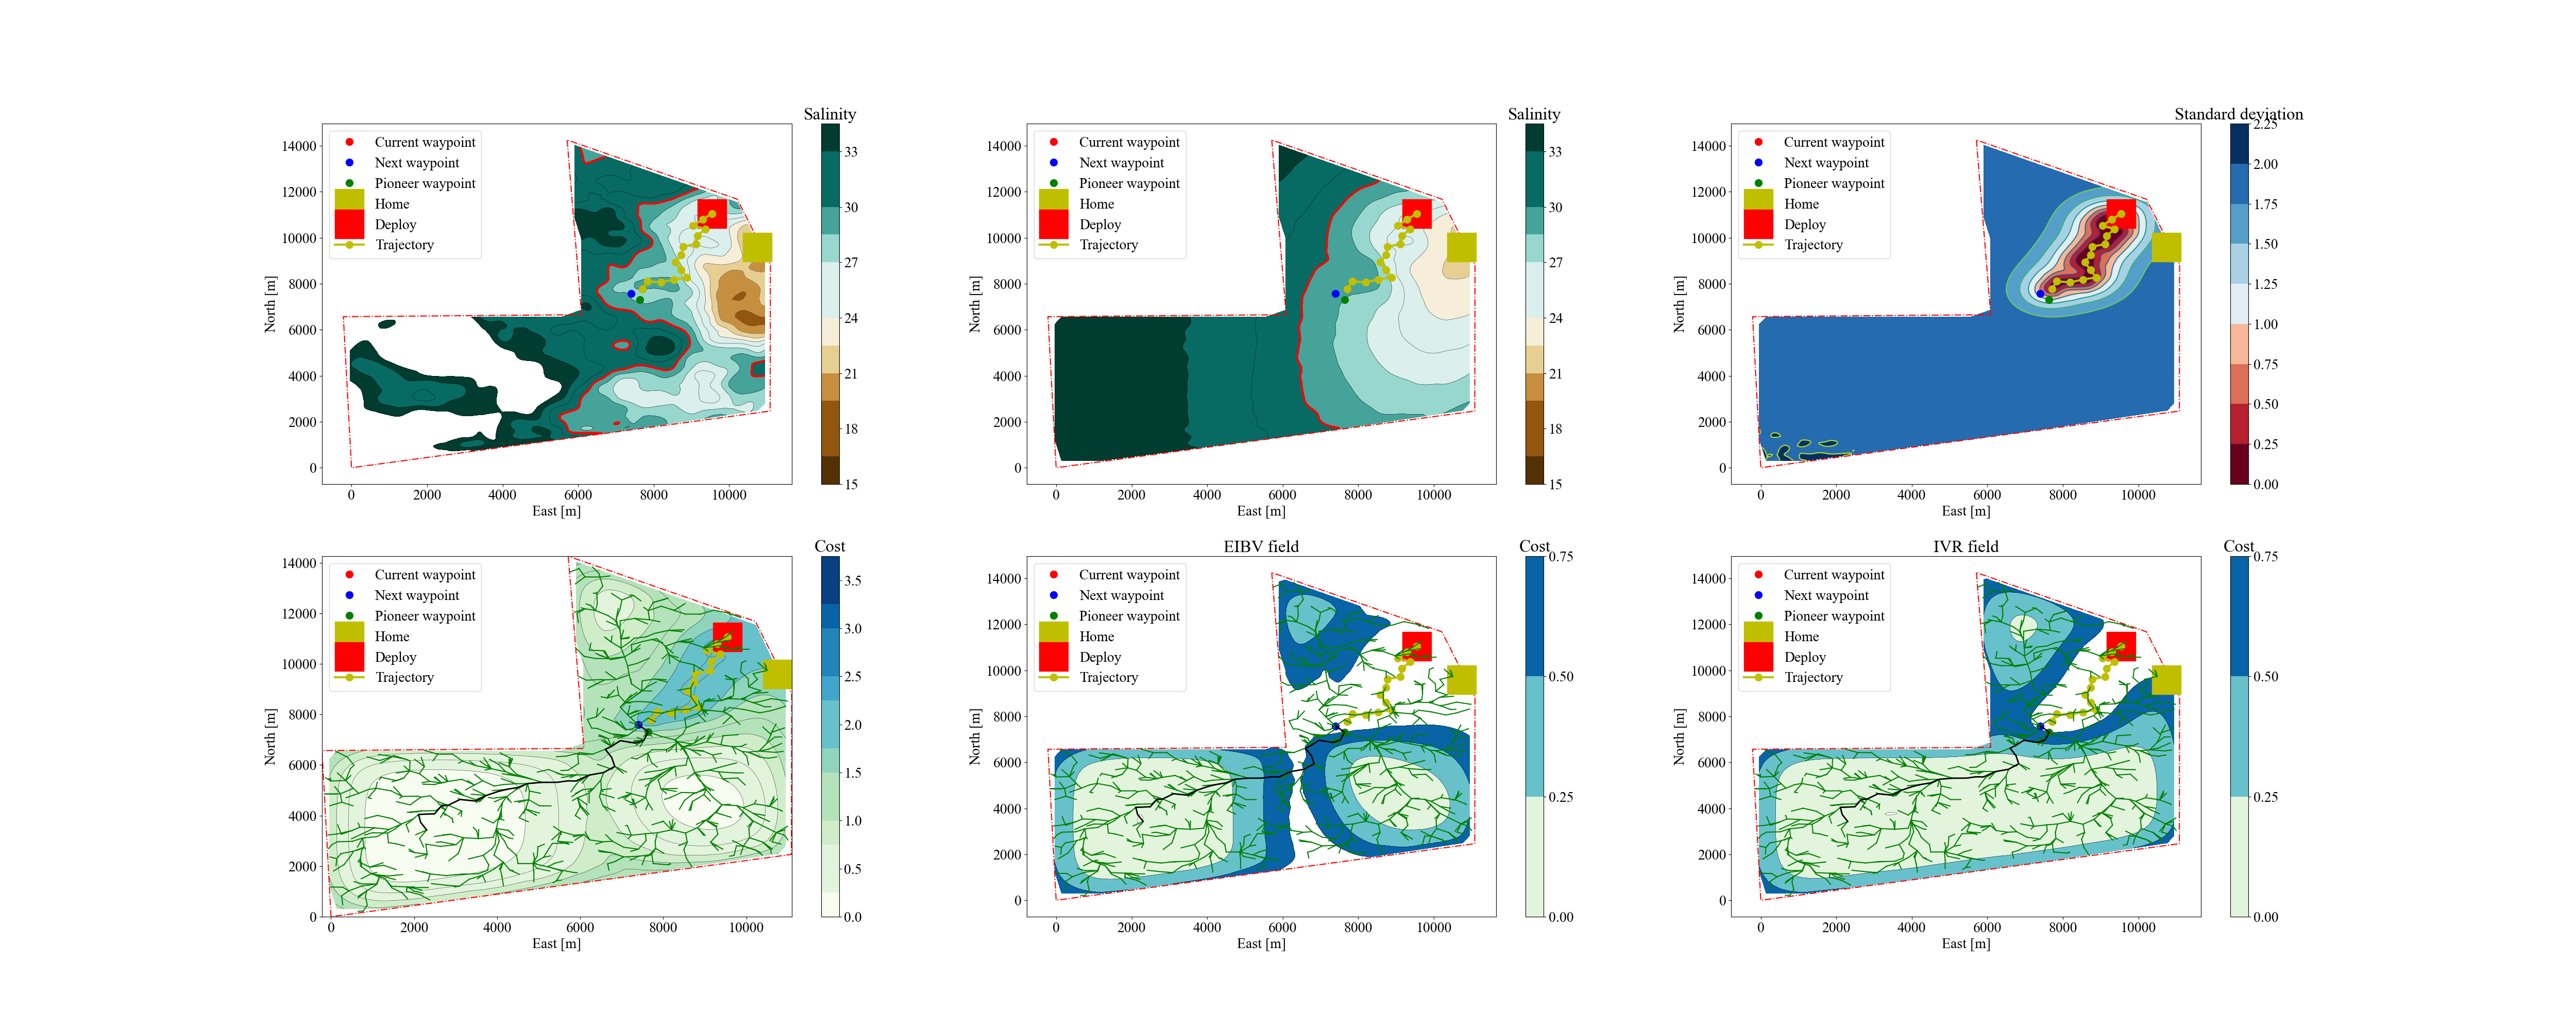 Salinity
14000
12000
10000
8000
6000
4000
2000
0
North [m]
Current waypoint
Next waypoint
Pioneer waypoint
Home
Deploy
Trajectory
33
30
27
24
21
18
15
0 2000 4000 6000 8000 10000
East [m]
Salinity
14000
12000
10000
8000
6000
4000
2000
0
North [m]
Current waypoint
Next waypoint
Pioneer waypoint
Home
Deploy
Trajectory
33
30
27
24
21
18
15
0 2000 4000 6000 8000 10000
East [m]
Standard deviation
14000
12000
10000
8000
6000
4000
2000
0
North [m]
Current waypoint
Next waypoint
Pioneer waypoint
Home
Deploy
Trajectory
2.25
2.00
1.75
1.50
1.25
1.00
0.75
0.50
0.25
0.00
0 2000 4000 6000 8000 10000
East [m]
Cost
14000
12000
10000
8000
6000
4000
2000
0
North [m]
Current waypoint
Next waypoint
Pioneer waypoint
Home
Deploy
Trajectory
3.5
3.0
2.5
2.0
1.5
1.0
0.5
0.0
0 2000 4000 6000 8000 10000
East [m]
EIBV field
Cost
14000
12000
10000
8000
6000
4000
2000
0
North [m]
Current waypoint
Next waypoint
Pioneer waypoint
Home
Deploy
Trajectory
0.75
0.50
0.25
0.00
0 2000 4000 6000 8000 10000
East [m]
IVR field
Cost
14000
12000
10000
8000
6000
4000
2000
0
North [m]
Current waypoint
Next waypoint
Pioneer waypoint
Home
Deploy
Trajectory
0.75
0.50
0.25
0.00
0 2000 4000 6000 8000 10000
East [m]